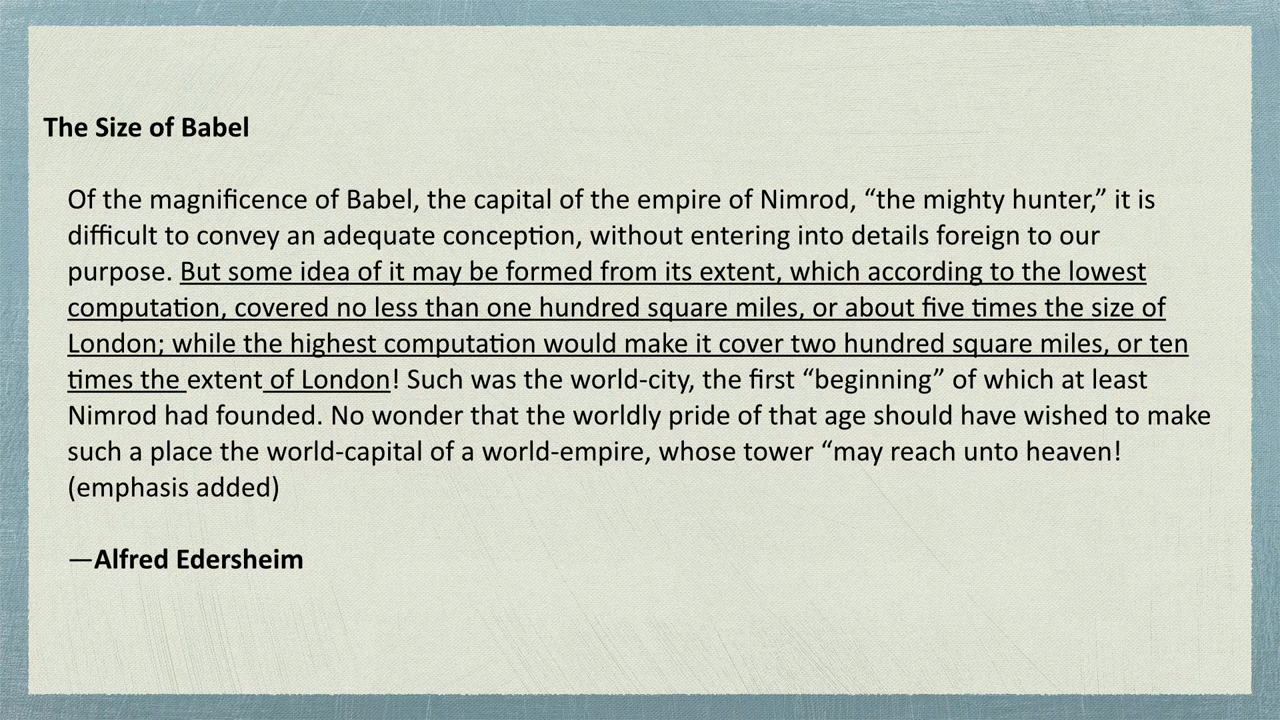 The Size of Babel
Of the magnificence of Babel, the capital of the empire of Nimrod, “the mighty hunter,” it is
difficult to convey an adequate conception, without entering into details foreign to our
purpose. But some idea of it may be formed from its extent, which according to the lowest
computation, covered no less than one hundred square miles, or about five times the size of
London; while the highest computation would make it cover two hundred square miles, or ten
times the extent of London! Such was the world-city, the first “beginning” of which at least
Nimrod had founded. No wonder that the worldly pride of that age should have wished to make
such a place the world-capital of a world-empire, whose tower “may reach unto heaven!
(emphasis added)
—Alfred Edersheim